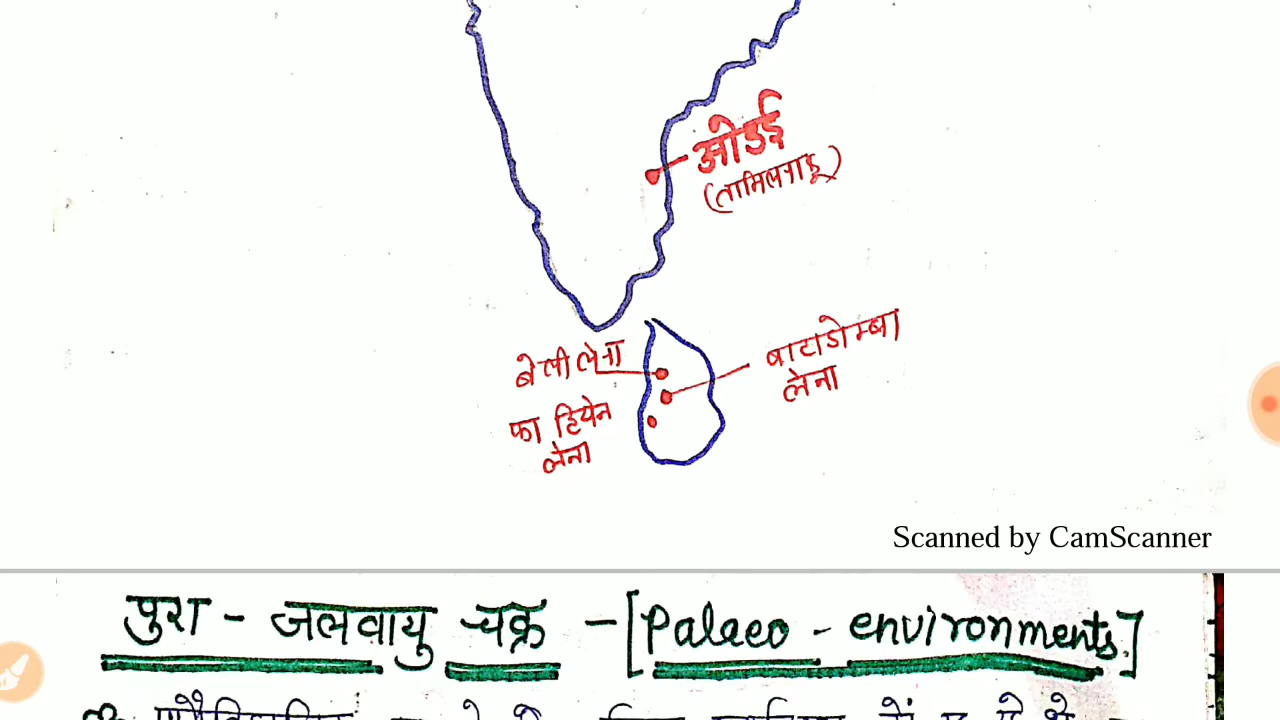 ओडई
(तामिलनाडू)
बेली लेना
बाटाडोम्बा
लेना
फा हियेन
लेना
Scanned by CamScanner
पुरा - जलवायु चक्र - [Palaeo - environments.]